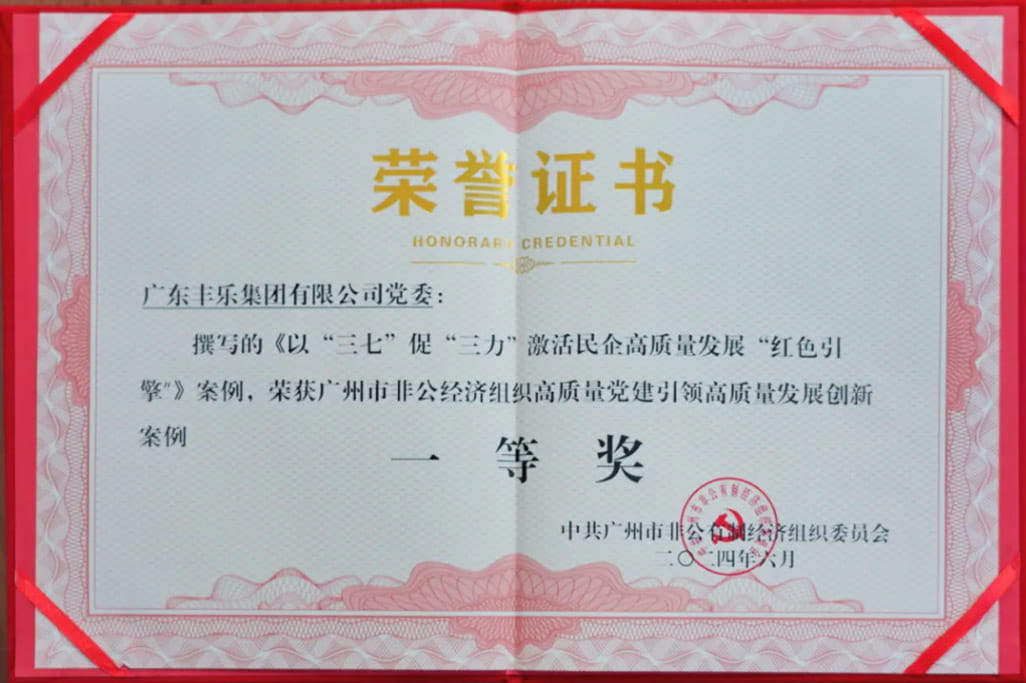 荣誉证书
HONORARY CREDENTIAL
广东丰乐集团有限公司党委：
撰写的《以“三七”促“三力”激活民企高质量发展“红色引
擎”》案例，荣获广州市非公经济组织高质量党建引领高质量发展创新
案例
一等奖
中共广州市非公有制经济组织委员会
二〇二四年六月